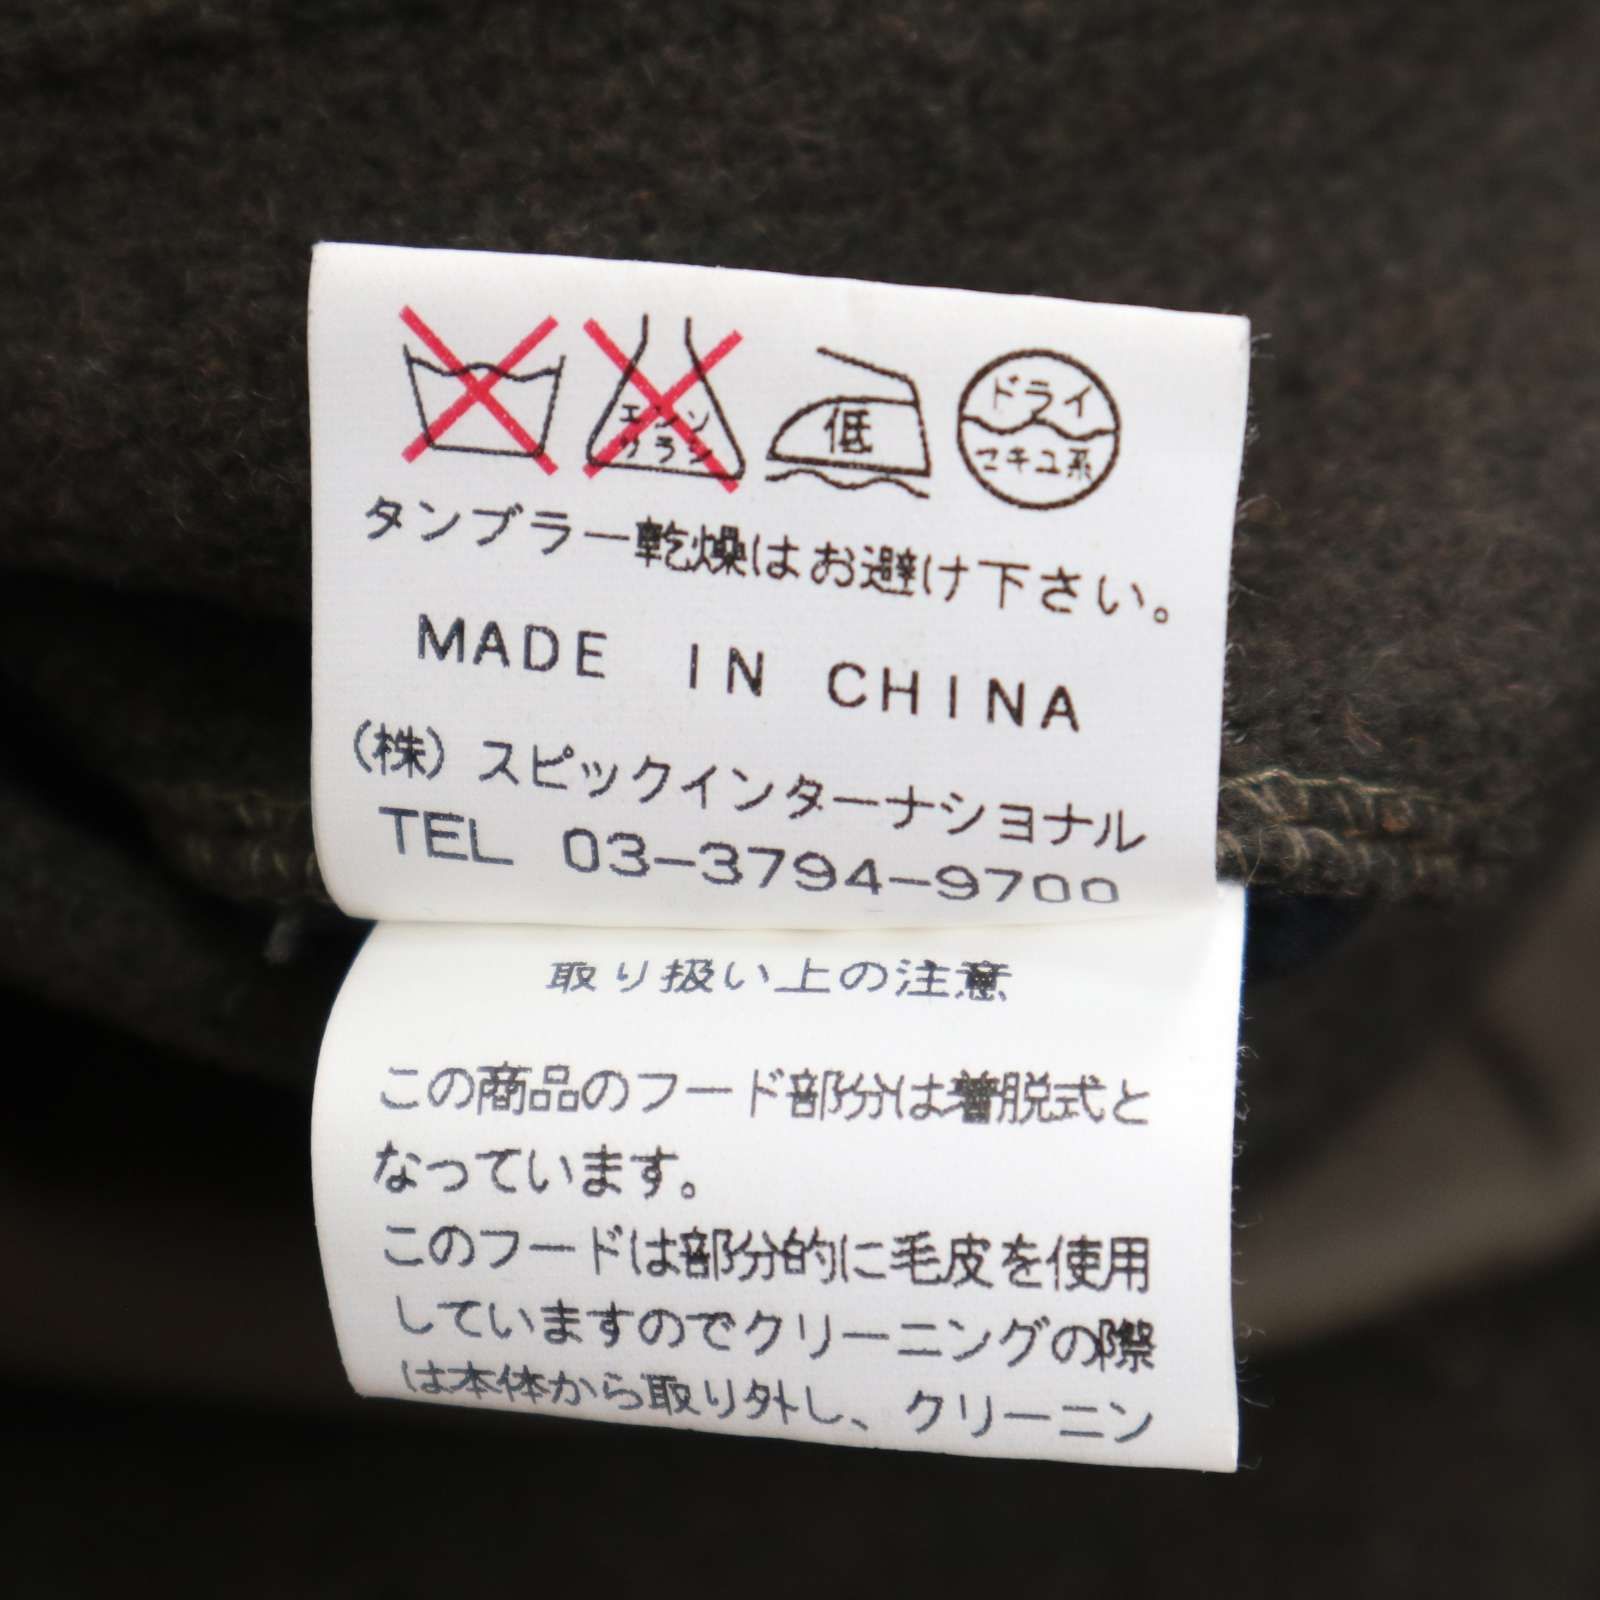 エンソ
サラシ
低
ドライ
セキユ系
タンブラー乾燥はお避け下さい。
MADE IN CHINA
(株)スピックインターナショナル
TEL 03-3794-9700
取り扱い上の注意
この商品のフード部分は着脱式と
なっています。
このフードは部分的に毛皮を使用
していますのでクリーニングの際
は本体から取り外し、クリーニン